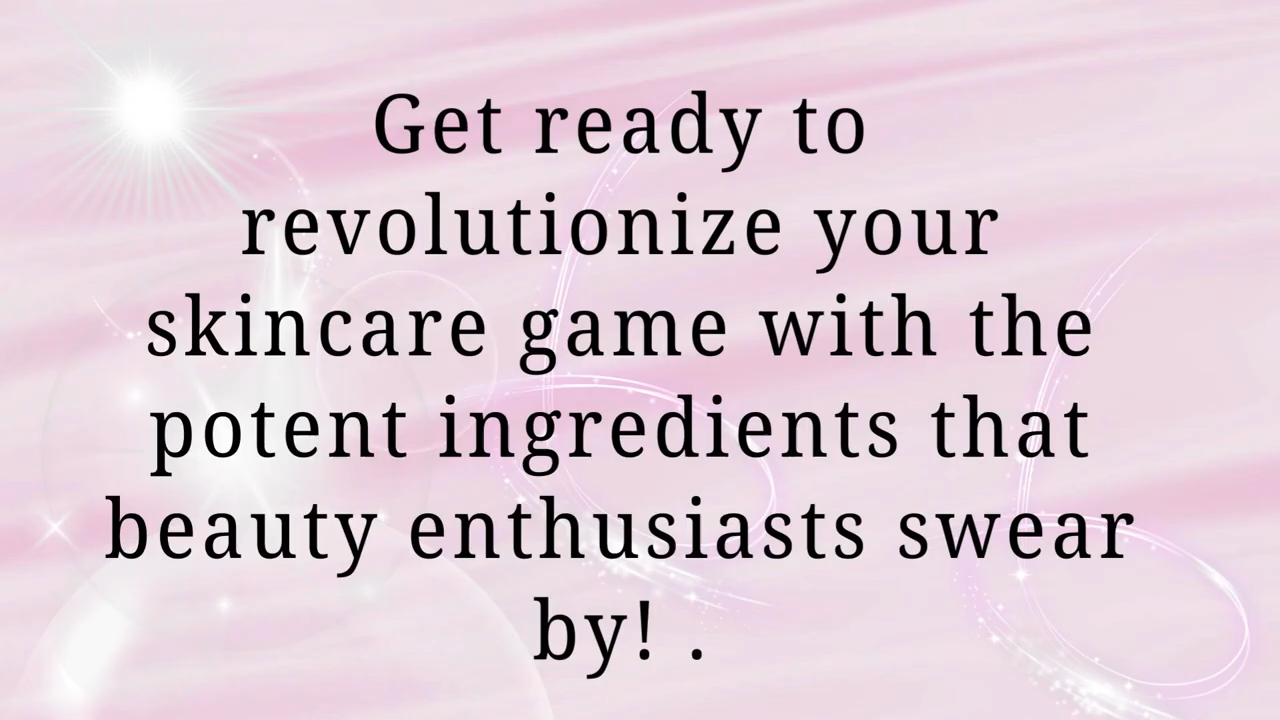 Get ready to
revolutionize your
skincare game with the
potent ingredients that
beauty enthusiasts swear
by! .